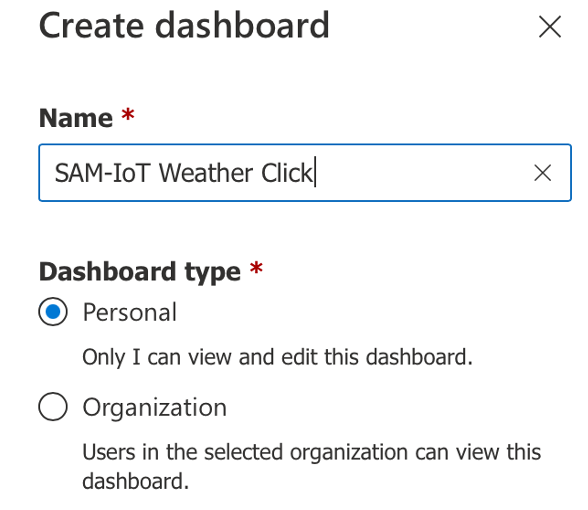 Create dashboard
Name *
SAM-IoT Weather Click
Dashboard type *
Personal
Only I can view and edit this dashboard.
Organization
Users in the selected organization can view this
dashboard.